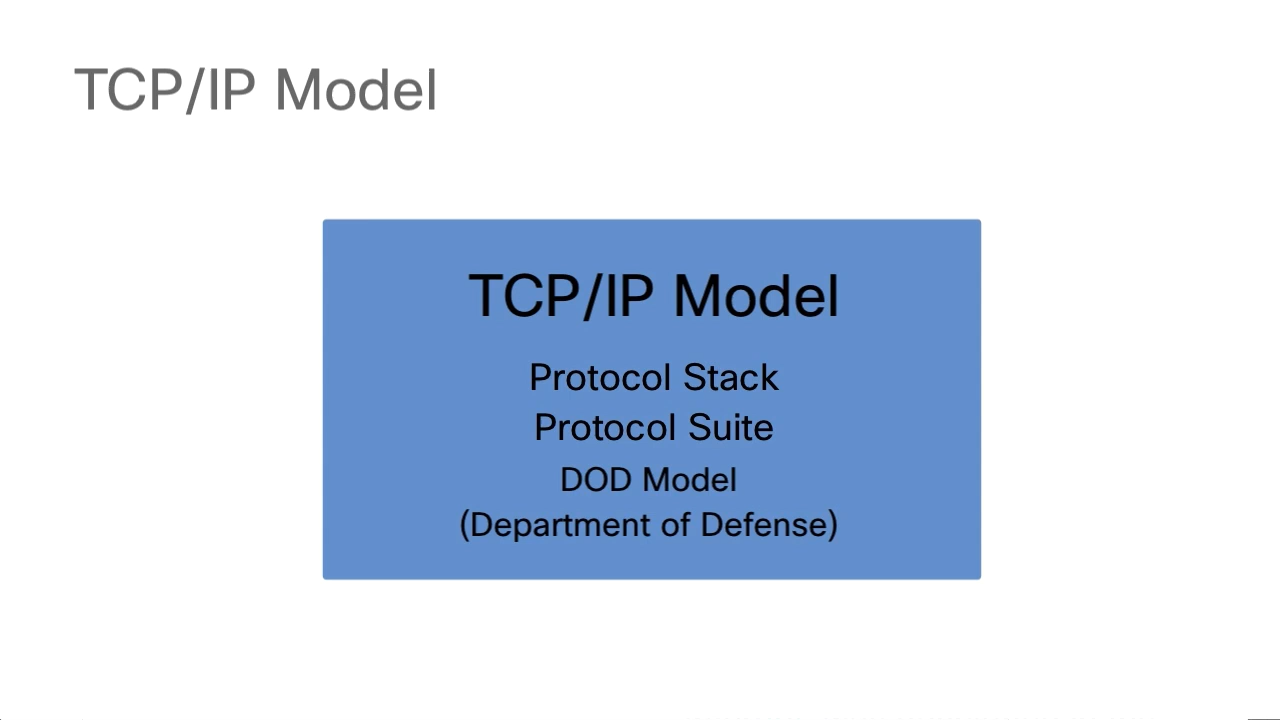 TCP/IP Model
TCP/IP Model
Protocol Stack
Protocol Suite
DOD Model
(Department of Defense)